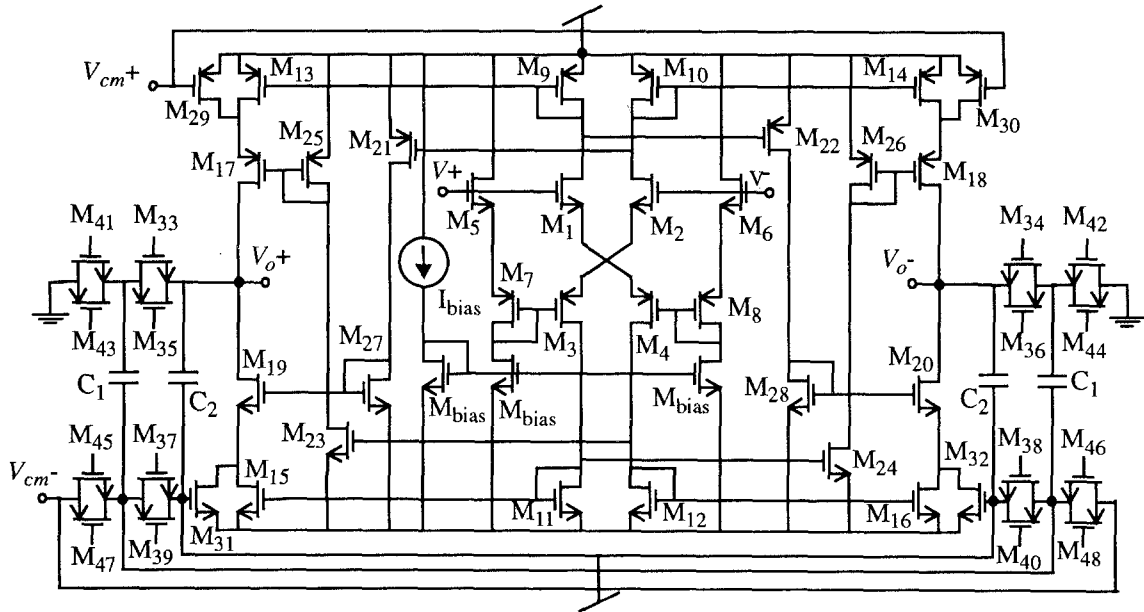 V_cm+ M_29 M_13 M_9 M_10 M_14 M_30
M_17 M_25 M_21 M_22 M_26 M_18
V+ M_5 M_1 M_2 M_6 V-
M_41 M_33 M_34 M_42
V_o+ V_o-
I_bias M_7 M_3 M_4 M_8
M_43 M_35 M_36 M_44
C_1 C_2 M_19 M_27 M_bias M_bias M_bias M_28 M_20 C_2 C_1
M_45 M_37 M_23 M_24 M_32 M_38 M_46
V_cm- M_15 M_11 M_12 M_16
M_47 M_39 M_31 M_40 M_48